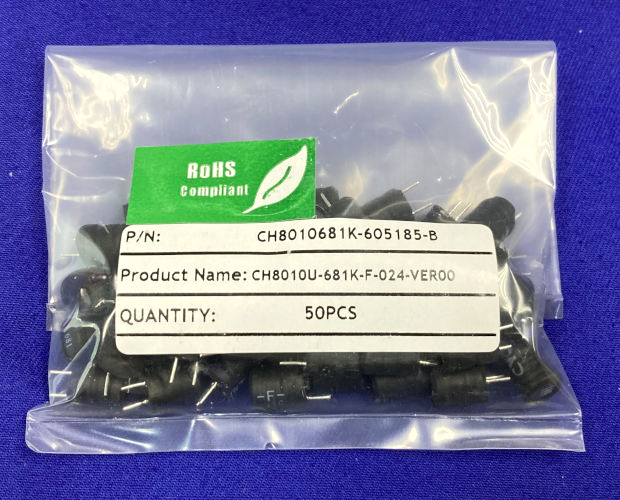 RoHS
Compliant
P/N: CH8010681K-605185-B
Product Name: CH8010U-681K-F-024-VER00
QUANTITY: 50PCS
-F-